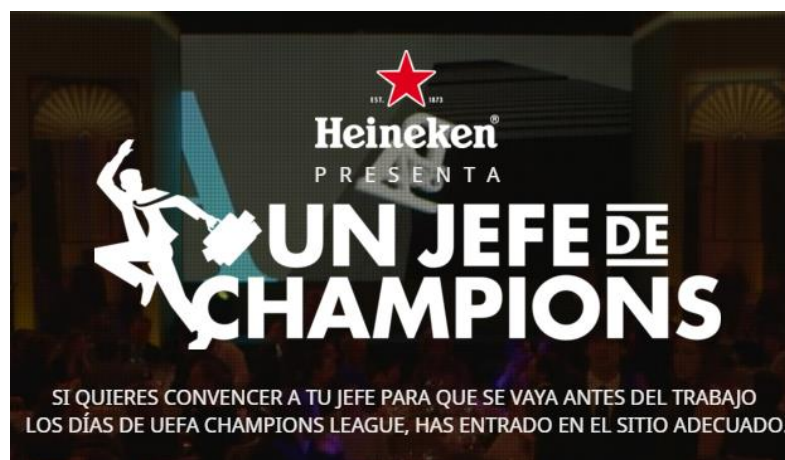 EST. 1873
Heineken®
PRESENTA
UN JEFE DE
CHAMPIONS
SI QUIERES CONVENCER A TU JEFE PARA QUE SE VAYA ANTES DEL TRABAJO
LOS DÍAS DE UEFA CHAMPIONS LEAGUE, HAS ENTRADO EN EL SITIO ADECUADO.